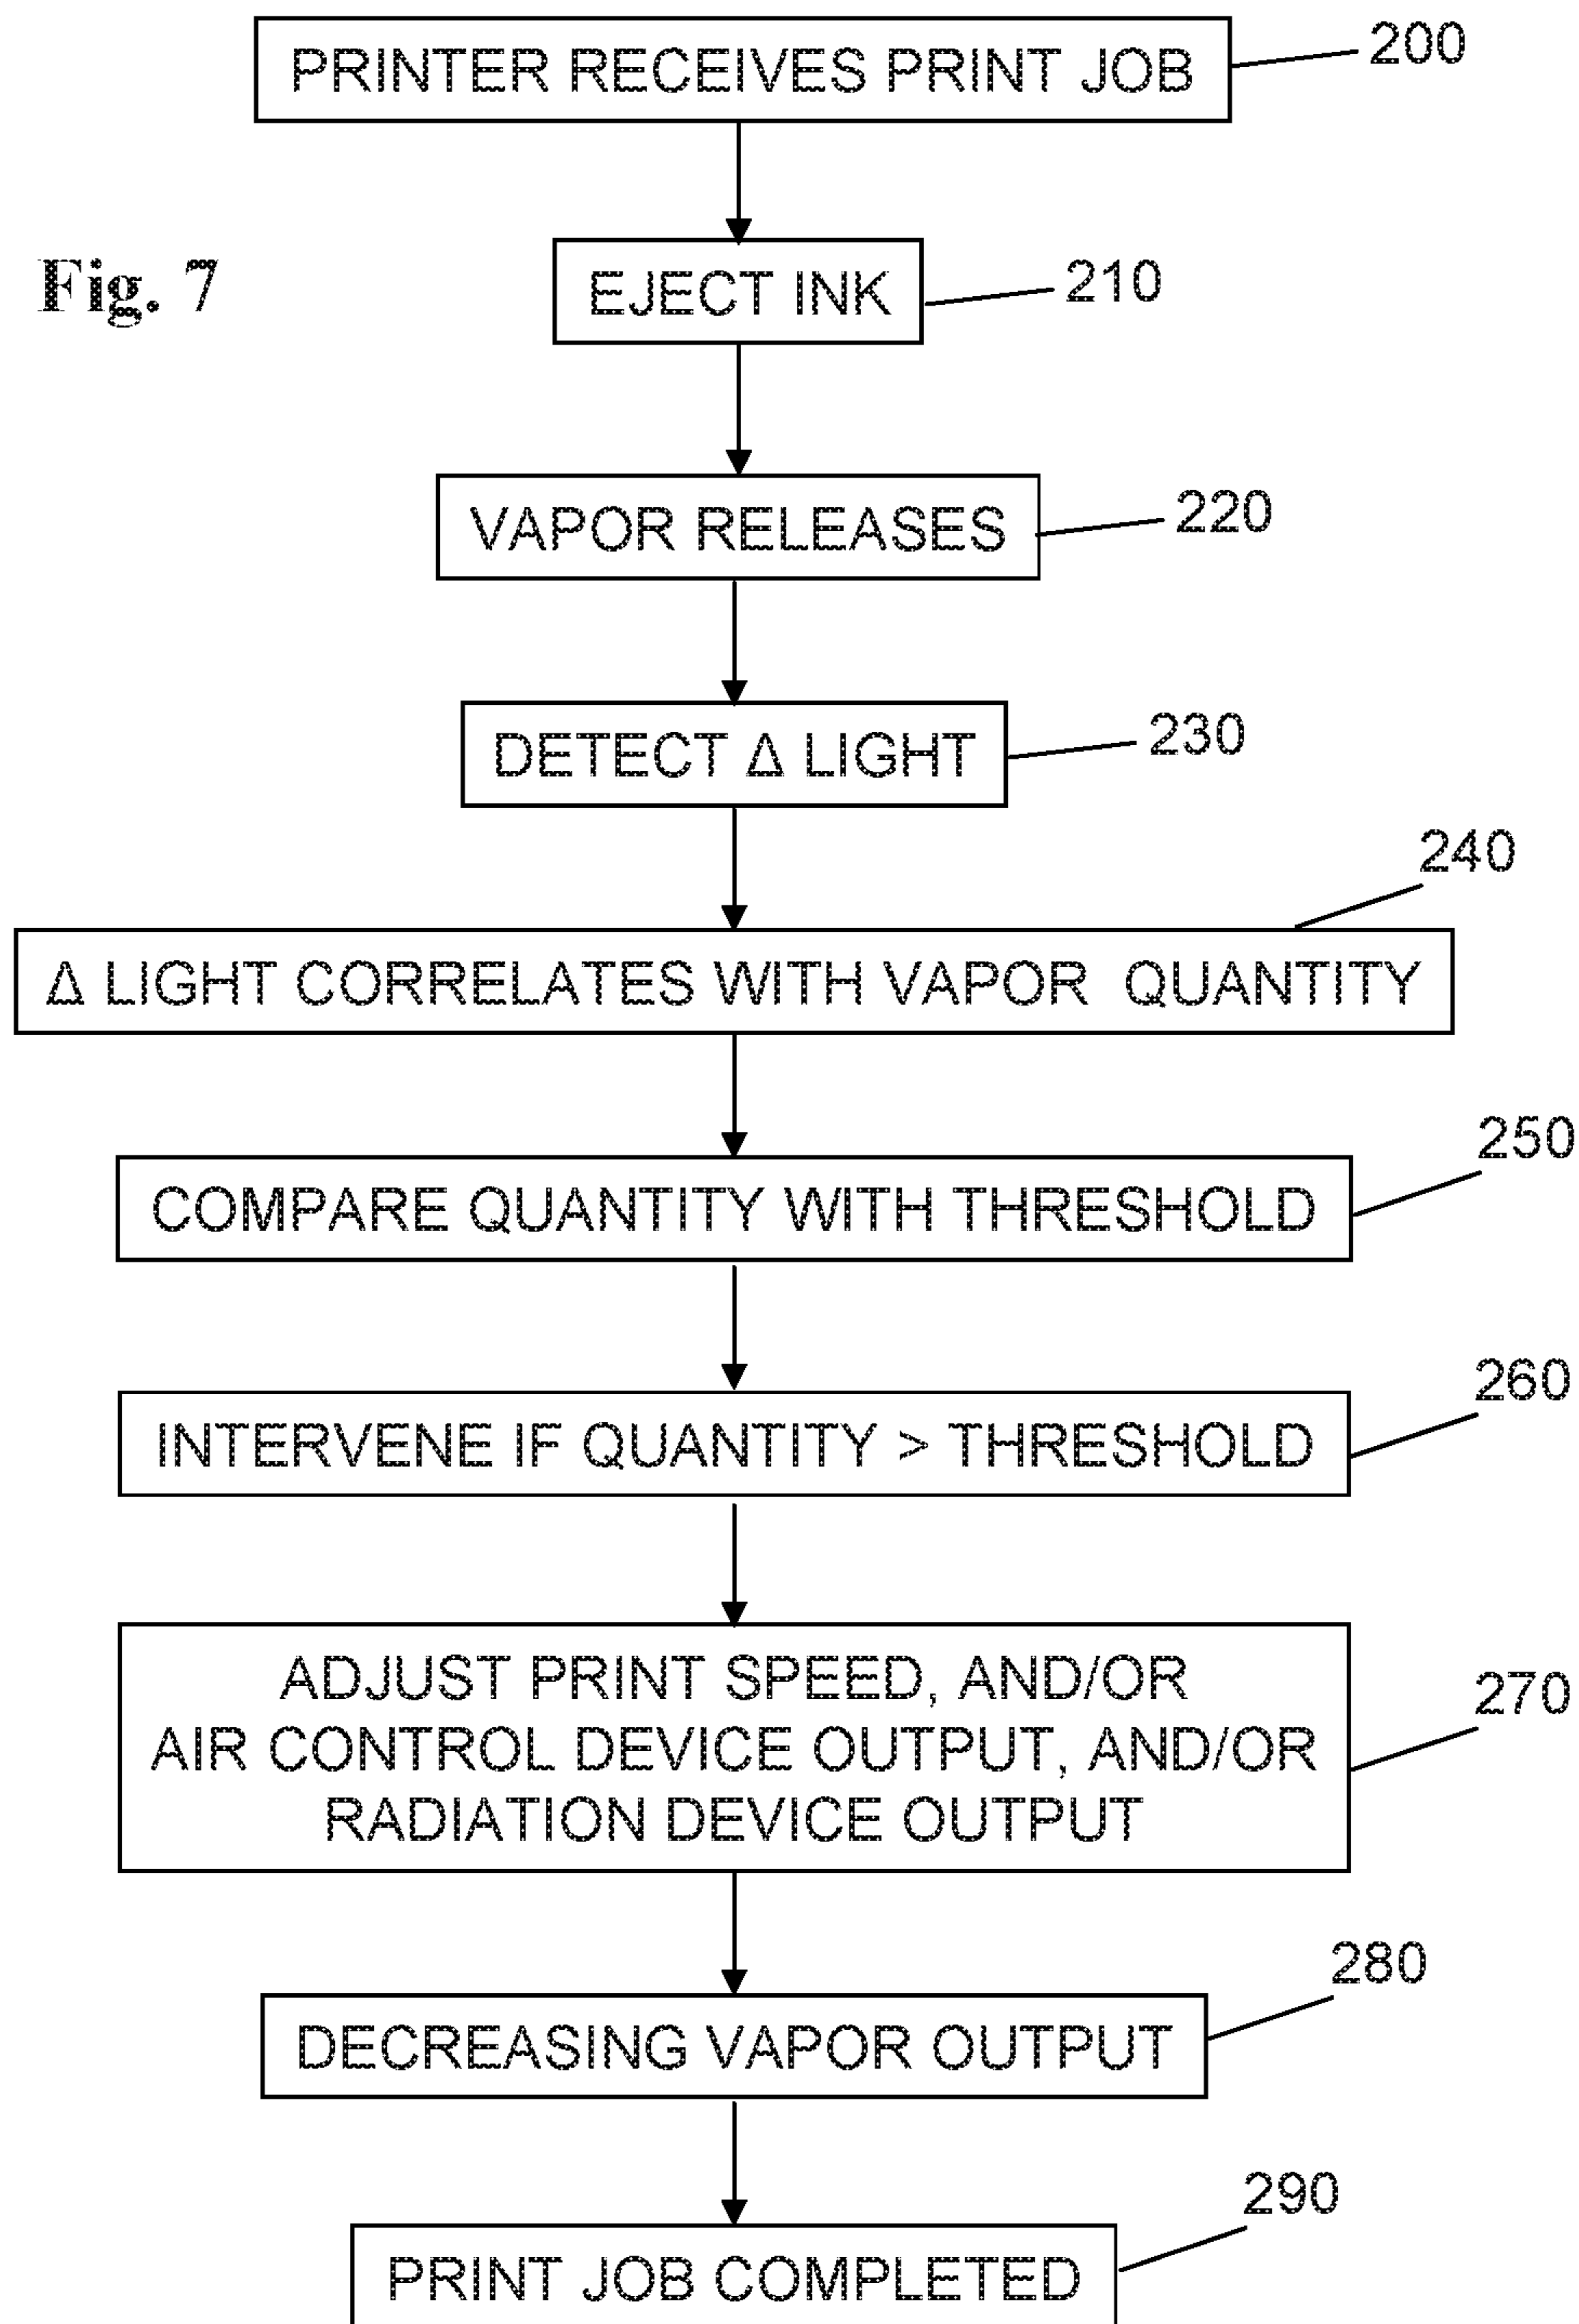 PRINTER RECEIVES PRINT JOB
200
Fig. 7
EJECT INK
210
VAPOR RELEASES
220
DETECT Δ LIGHT
230
240
Δ LIGHT CORRELATES WITH VAPOR QUANTITY
250
COMPARE QUANTITY WITH THRESHOLD
260
INTERVENE IF QUANTITY > THRESHOLD
ADJUST PRINT SPEED, AND/OR
AIR CONTROL DEVICE OUTPUT, AND/OR
RADIATION DEVICE OUTPUT
270
280
DECREASING VAPOR OUTPUT
290
PRINT JOB COMPLETED